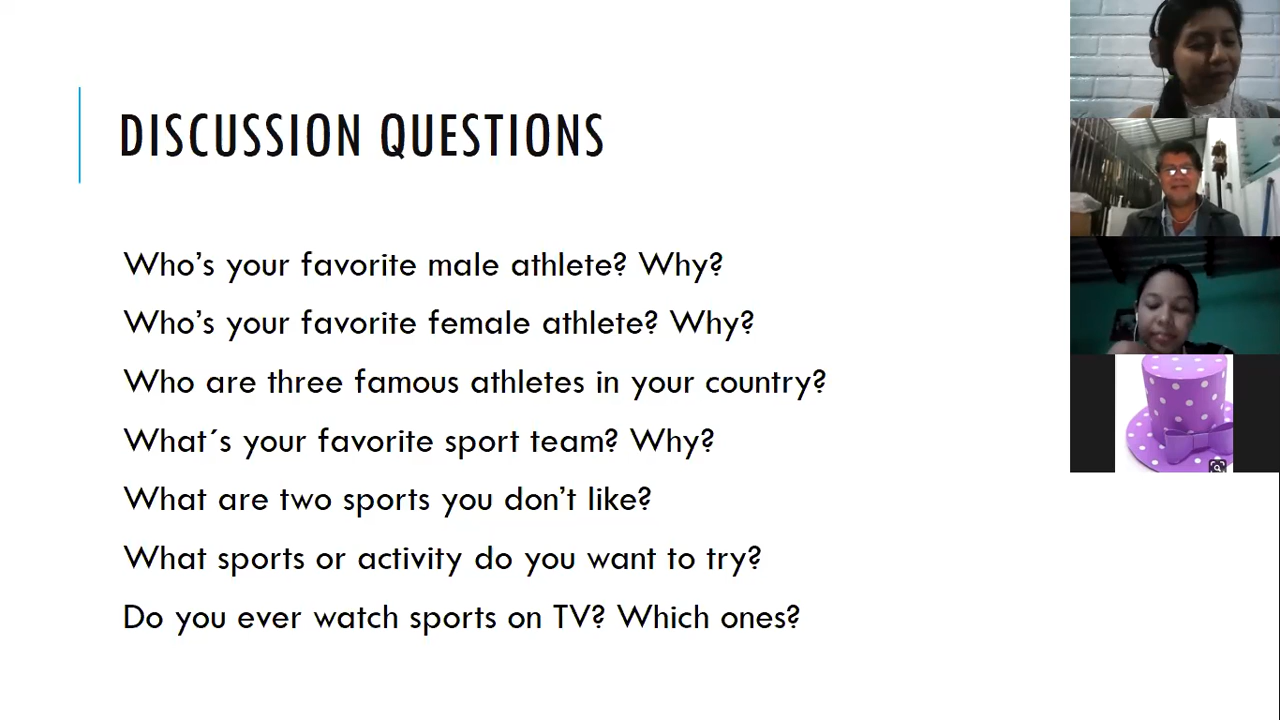 DISCUSSION QUESTIONS
Who's your favorite male athlete? Why?
Who's your favorite female athlete? Why?
Who are three famous athletes in your country?
What´s your favorite sport team? Why?
What are two sports you don't like?
What sports or activity do you want to try?
Do you ever watch sports on TV? Which ones?